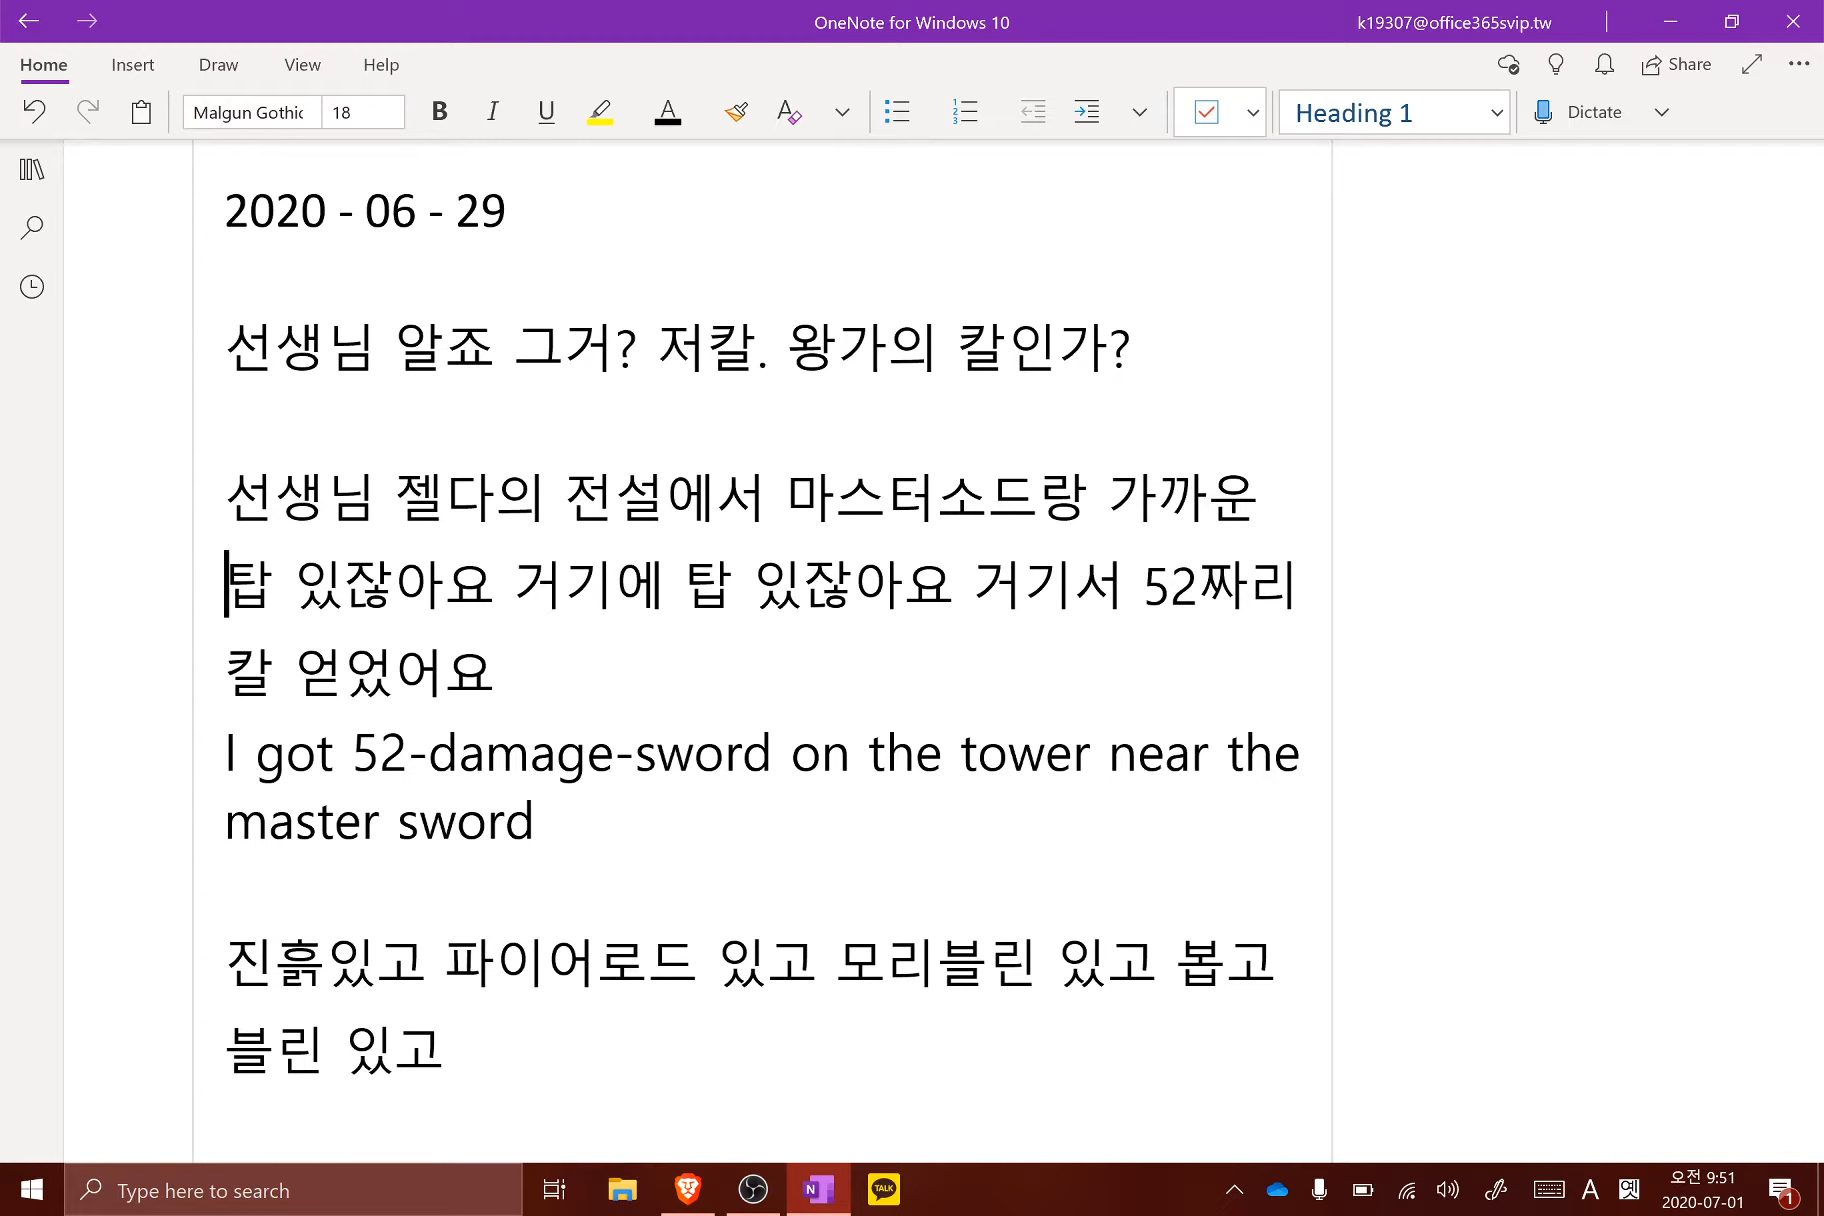 OneNote for Windows 10
k19307@office365svip.tw
Home
Insert
Draw
View
Help
Share
Malgun Gothic
18
B
I
U
A
A
Heading 1
Dictate
2020 - 06 - 29
선생님 알죠 그거? 저칼. 왕가의 칼인가?
선생님 젤다의 전설에서 마스터소드랑 가까운
탑 있잖아요 거기에 탑 있잖아요 거기서 52짜리
칼 얻었어요
I got 52-damage-sword on the tower near the
master sword
진흙있고 파이어로드 있고 모리블린 있고 봅고
블린 있고
Type here to search
N
TALK
A
오전 9:51
2020-07-01
1